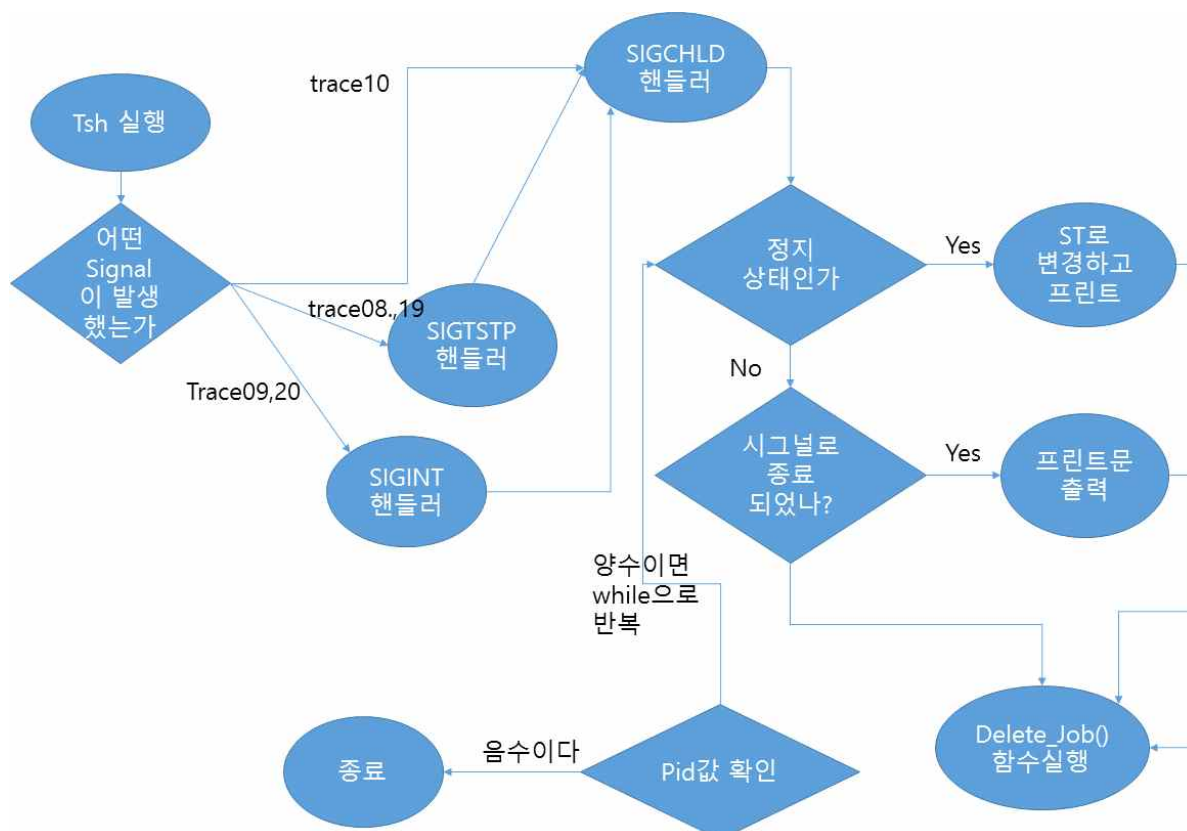 SIGCHLD
핸들러
trace10
Tsh 실행
어떤
Signal
이 발생
했는가
정지
상태인가
Yes
ST로
변경하고
프린트
trace08.,19
SIGTSTP
핸들러
No
Trace09,20
시그널로
종료
되었나?
Yes
프린트문
출력
SIGINT
핸들러
양수이면
while으로
반복
Delete_Job()
함수실행
음수이다
종료
Pid값 확인